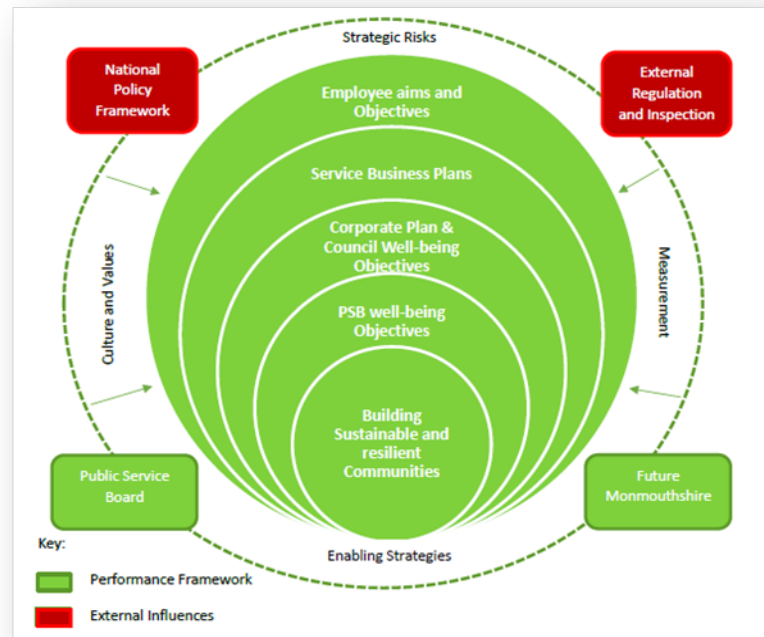 Strategic Risks
National
Policy
Framework
External
Regulation
and Inspection
Employee aims and
Objectives
Service Business Plans
Corporate Plan &
Council Well-being
Objectives
Culture and Values
Measurement
PSB well-being
Objectives
Building
Sustainable and
resilient
Communities
Public Service
Board
Future
Monmouthshire
Enabling Strategies
Key:
Performance Framework
External Influences